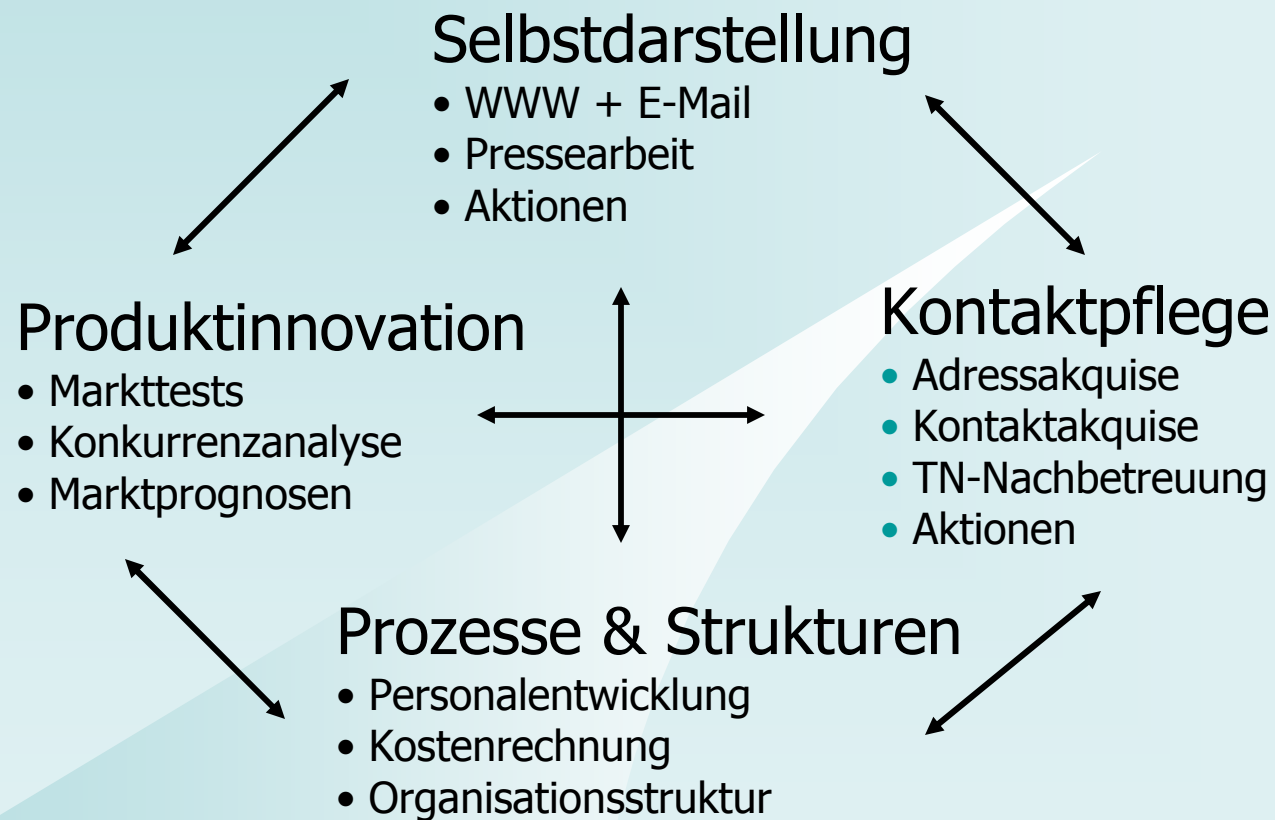 Selbstdarstellung
• WWW + E-Mail
• Pressearbeit
• Aktionen
Produktinnovation
• Markttests
• Konkurrenzanalyse
• Marktprognosen
Kontaktpflege
• Adressakquise
• Kontaktakquise
• TN-Nachbetreuung
• Aktionen
Prozesse & Strukturen
• Personalentwicklung
• Kostenrechnung
• Organisationsstruktur